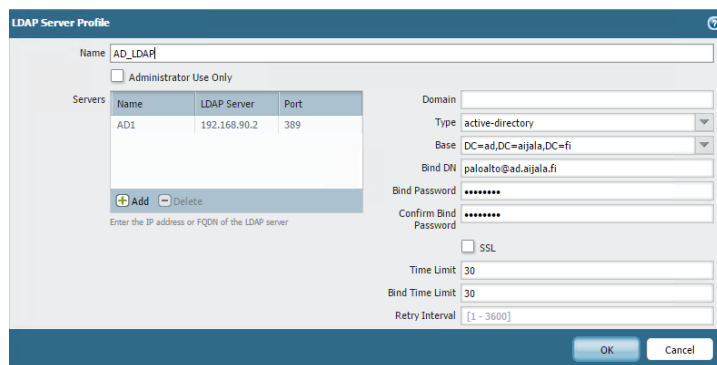 LDAP Server Profile
Name AD_LDAP
Administrator Use Only
Servers
Name LDAP Server Port
AD1 192.168.90.2 389
Add Delete
Enter the IP address or FQDN of the LDAP server
Domain
Type active-directory
Base DC=ad,DC=aijala,DC=fi
Bind DN paloalto@ad.aijala.fi
Bind Password ••••••••
Confirm Bind
Password ••••••••
SSL
Time Limit 30
Bind Time Limit 30
Retry Interval [1 - 3600]
OK Cancel